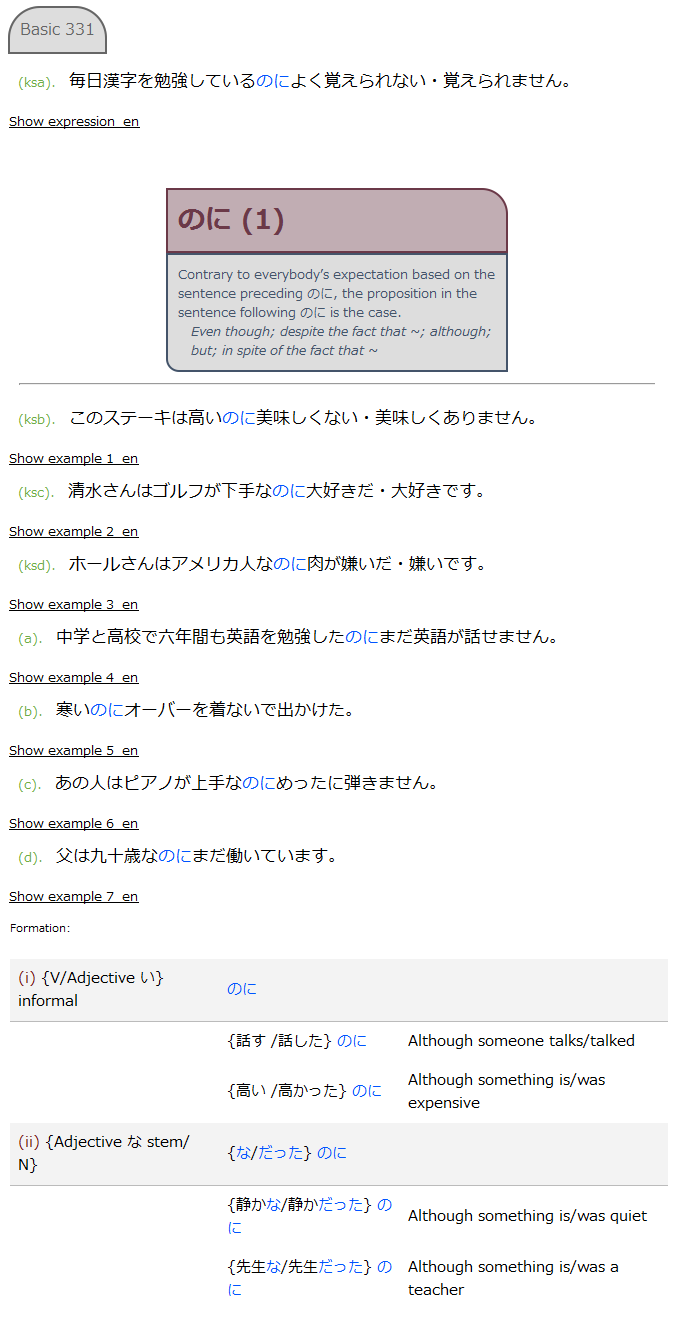 Basic 331
(ksa). 毎日漢字を勉強しているのによく覚えられない・覚えられません。
Show expression_en
のに (1)
Contrary to everybody’s expectation based on the
sentence preceding のに, the proposition in the
sentence following のに is the case.
Even though; despite the fact that ~; although;
but; in spite of the fact that ~
(ksb). このステーキは高いのに美味しくない・美味しくありません。
Show example 1_en
(ksc). 清水さんはゴルフが下手なのに大好きだ・大好きです。
Show example 2_en
(ksd). ホールさんはアメリカ人なのに肉が嫌いだ・嫌いです。
Show example 3_en
(a). 中学と高校で六年間も英語を勉強したのにまだ英語が話せません。
Show example 4_en
(b). 寒いのにオーバーを着ないで出かけた。
Show example 5_en
(c). あの人はピアノが上手なのにめったに弾きません。
Show example 6_en
(d). 父は九十歳なのにまだ働いています。
Show example 7_en
Formation:
(i) {V/Adjective い}
informal
のに
{話す /話した} のに
Although someone talks/talked
{高い /高かった} のに
Although something is/was
expensive
(ii) {Adjective な stem/
N}
{な/だった} のに
{静かな/静かだった} の
に
Although something is/was quiet
{先生な/先生だった} の
に
Although something is/was a
teacher